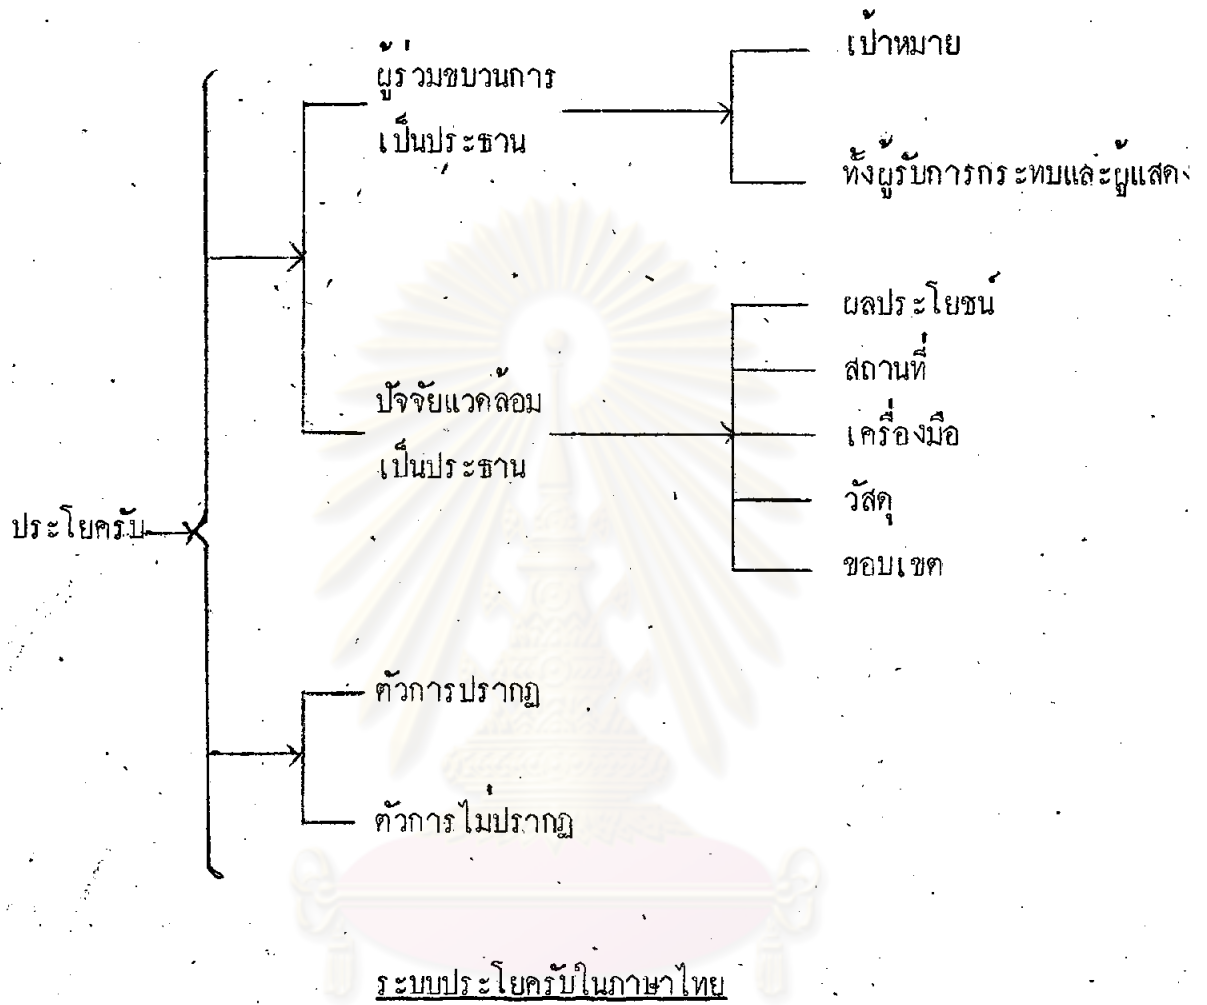 เป้าหมาย
ผู้ร่วมขบวนการ
เป็นประธาน
ทั้งผู้รับการกระทบและผู้แสดง
ผลประโยชน์
สถานที่
ปัจจัยแวดล้อม
เครื่องมือ
เป็นประธาน
วัสดุ
ประโยครับ
ขอบเขต
ตัวการปรากฏ
ตัวการไม่ปรากฏ
ระบบประโยครับในภาษาไทย